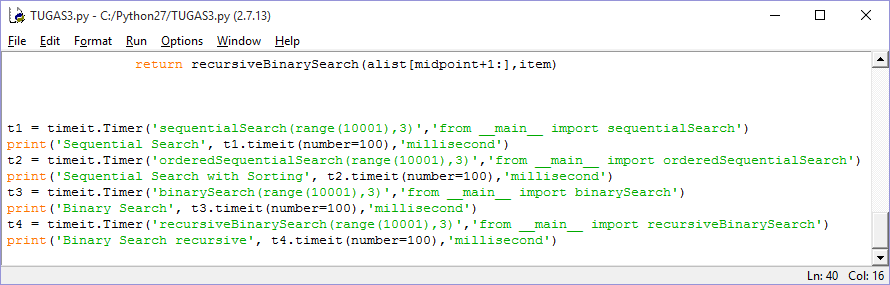 TUGAS3.py - C:/Python27/TUGAS3.py (2.7.13)
File Edit Format Run Options Window Help
return recursiveBinarySearch(alist[midpoint+1:],item)
t1 = timeit.Timer('sequentialSearch(range(10001),3)','from __main__ import sequentialSearch')
print('Sequential Search', t1.timeit(number=100),'millisecond')
t2 = timeit.Timer('orderedSequentialSearch(range(10001),3)','from __main__ import orderedSequentialSearch')
print('Sequential Search with Sorting', t2.timeit(number=100),'millisecond')
t3 = timeit.Timer('binarySearch(range(10001),3)','from __main__ import binarySearch')
print('Binary Search', t3.timeit(number=100),'millisecond')
t4 = timeit.Timer('recursiveBinarySearch(range(10001),3)','from __main__ import recursiveBinarySearch')
print('Binary Search recursive', t4.timeit(number=100),'millisecond')
Ln: 40 Col: 16